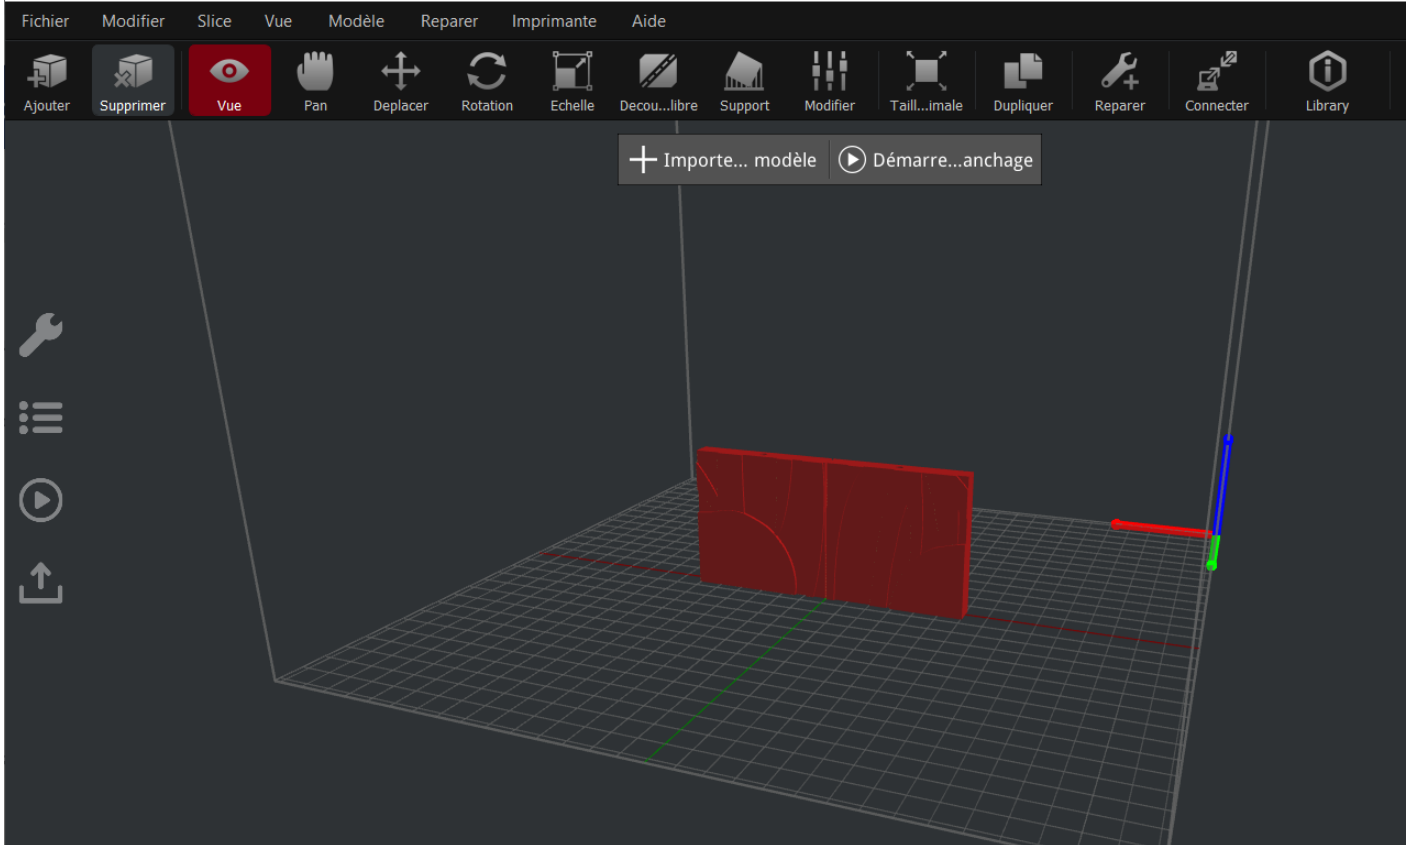 Fichier Modifier Slice Vue Modèle Reparer Imprimante Aide
Ajouter Supprimer Vue Pan Deplacer Rotation Echelle Decou...libre Support Modifier Taill...imale Dupliquer Reparer Connecter Library
Importe... modèle Démarre...anchage